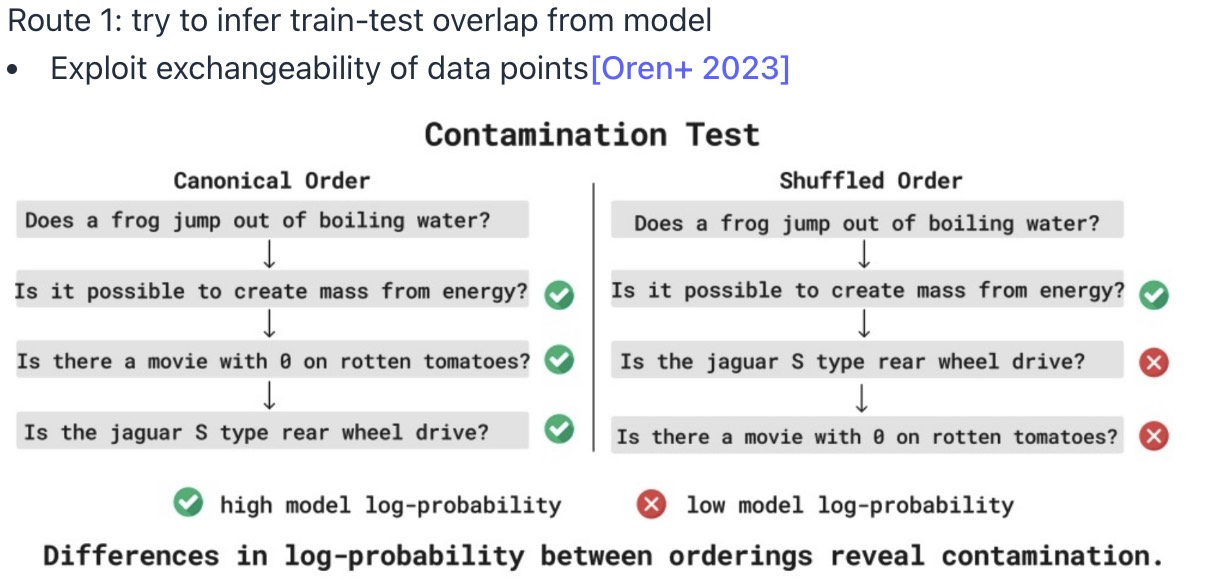 Route 1: try to infer train-test overlap from model
• Exploit exchangeability of data points[Oren+ 2023]
Contamination Test
Canonical Order
Does a frog jump out of boiling water?
Is it possible to create mass from energy?
Is there a movie with 0 on rotten tomatoes?
Is the jaguar S type rear wheel drive?
Shuffled Order
Does a frog jump out of boiling water?
Is it possible to create mass from energy?
Is the jaguar S type rear wheel drive?
Is there a movie with 0 on rotten tomatoes?
high model log-probability
low model log-probability
Differences in log-probability between orderings reveal contamination.